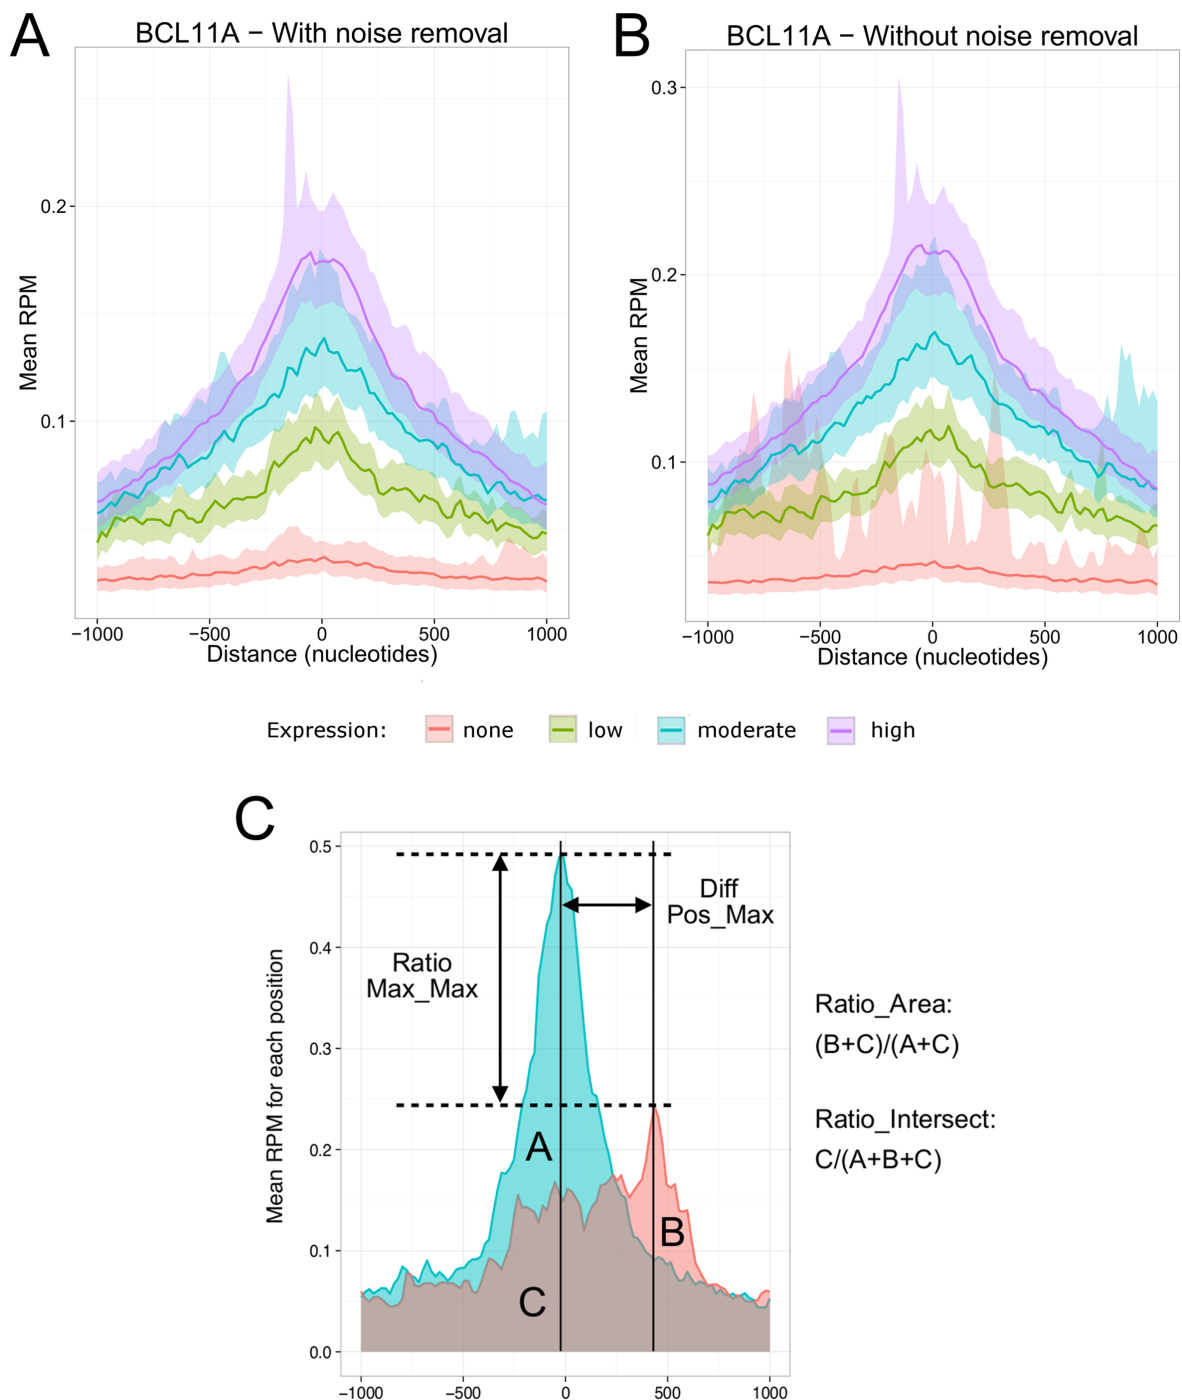 A
BCL11A − With noise removal
Mean RPM
0.2
0.1
−1000
−500
0
500
1000
Distance (nucleotides)
B
BCL11A − Without noise removal
Mean RPM
0.3
0.2
0.1
−1000
−500
0
500
1000
Distance (nucleotides)
Expression: none low moderate high
C
Mean RPM for each position
0.5
0.4
0.3
0.2
0.1
0.0
−1000
−500
0
500
1000
Ratio
Max_Max
Diff
Pos_Max
A
B
C
Ratio_Area:
(B+C)/(A+C)
Ratio_Intersect:
C/(A+B+C)